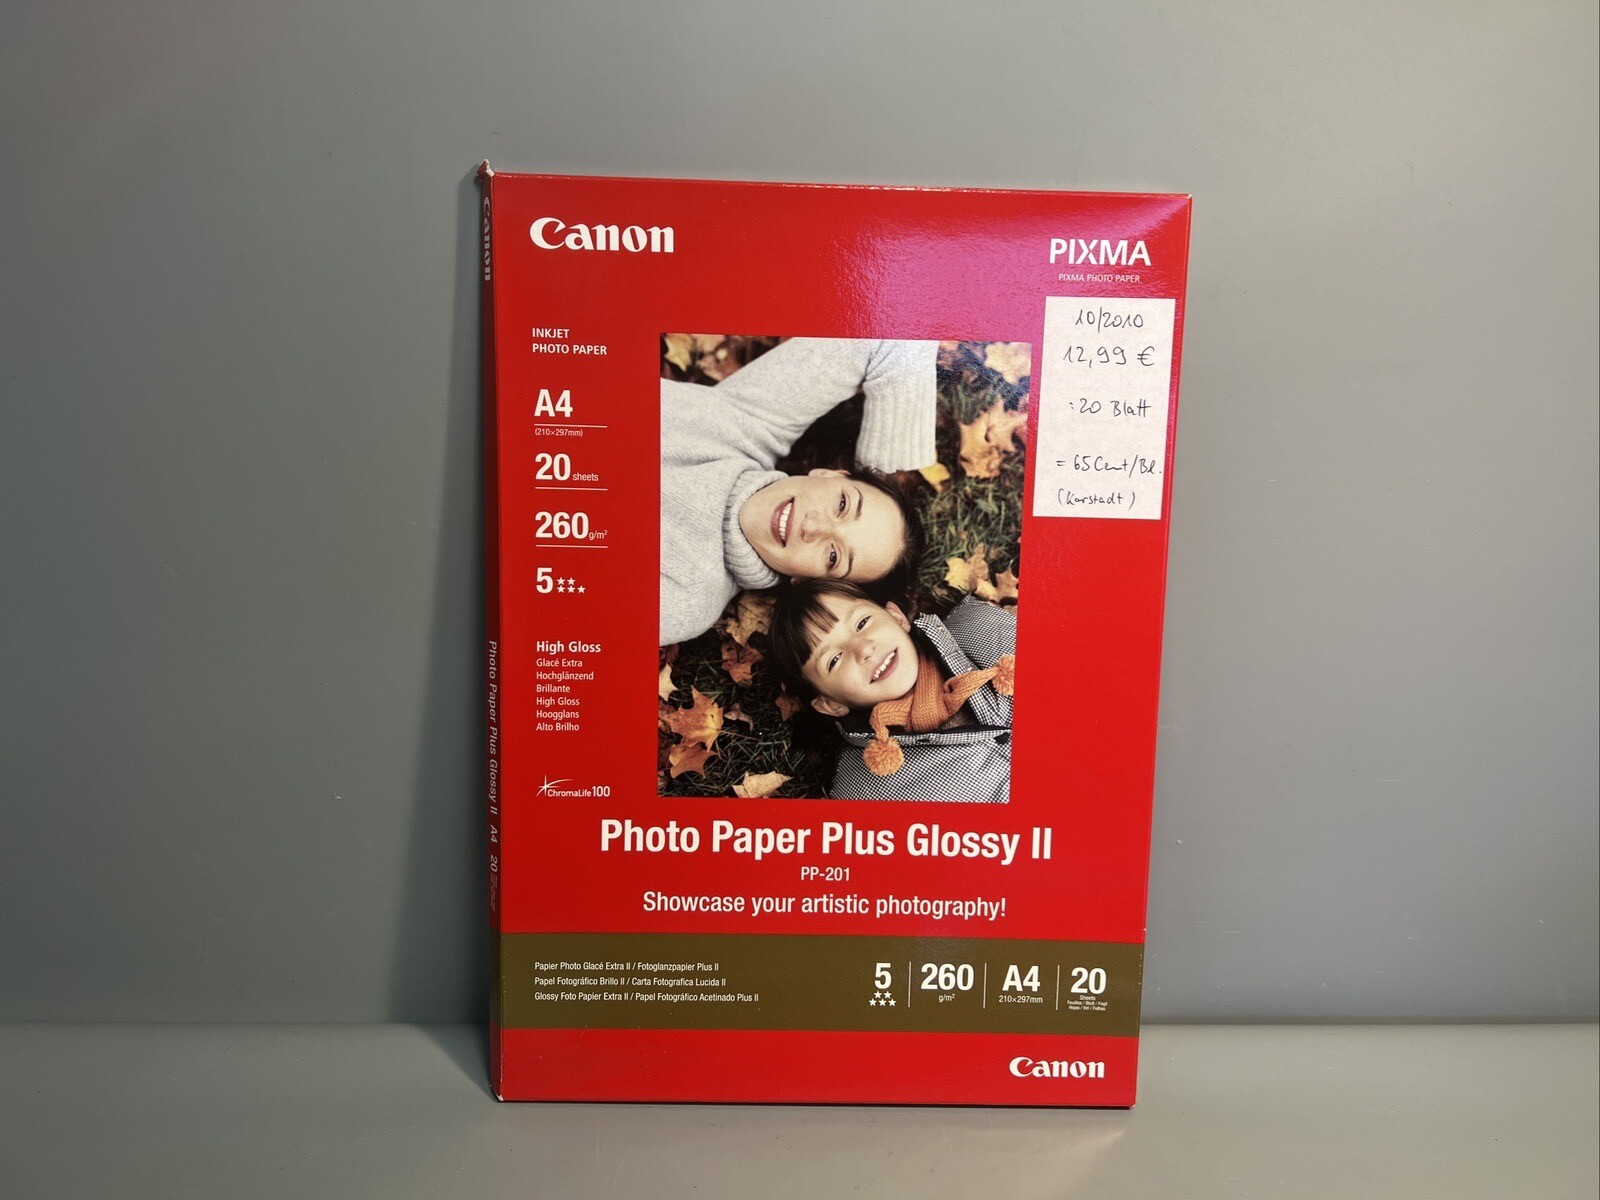 Canon
PIXMA
PIXMA PHOTO PAPER
10/2010
12,99 €
:20 Blatt
= 65 Cent/Bl.
(Karstadt)
INKJET
PHOTO PAPER
A4
(210×297mm)
20 sheets
260 g/m²
5 ★★★★★
High Gloss
Glacé Extra
Hochglänzend
Brillante
High Gloss
Hoogglans
Alto Brilho
ChromaLife100
Photo Paper Plus Glossy II
PP-201
Showcase your artistic photography!
Papier Photo Glacé Extra II / Fotoglanzpapier Plus II
Papel Fotográfico Brillo II / Carta Fotografica Lucida II
Glossy Foto Papier Extra II / Papel Fotográfico Acetinado Plus II
5 ★★★★★
260 g/m²
A4 210×297mm
20
Sheets
Canon
Canon
Photo Paper Plus Glossy II A4 20